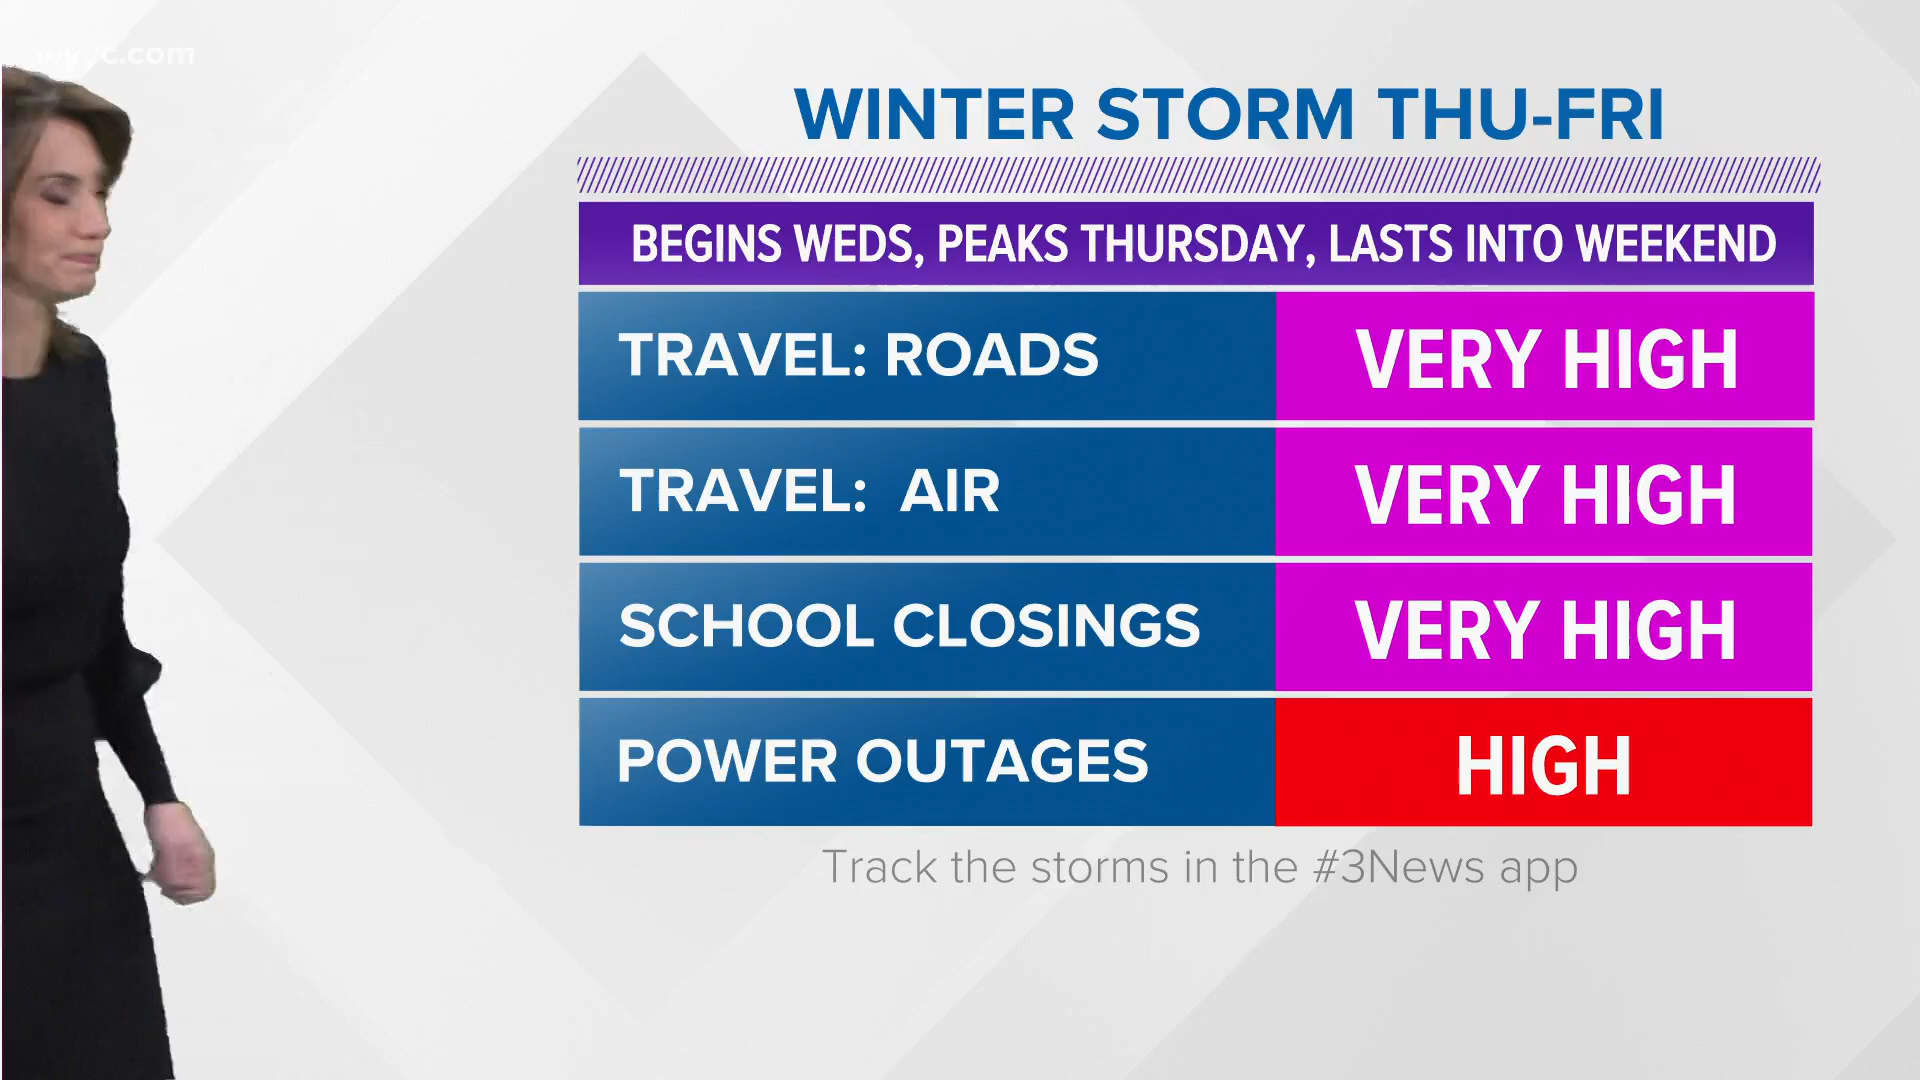 WINTER STORM THU-FRI
BEGINS WEDS, PEAKS THURSDAY, LASTS INTO WEEKEND
TRAVEL: ROADS VERY HIGH
TRAVEL: AIR VERY HIGH
SCHOOL CLOSINGS VERY HIGH
POWER OUTAGES HIGH
Track the storms in the #3News app